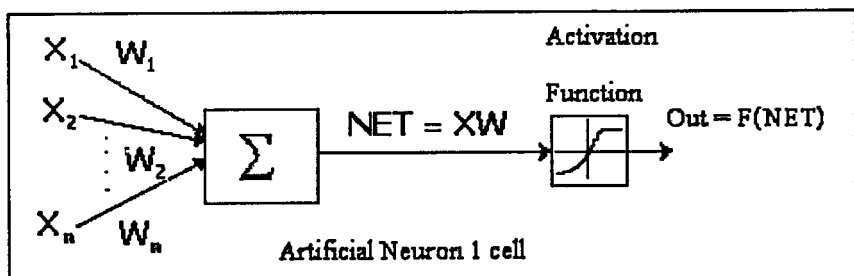 Activation
X₁ W₁
X₂
Function
Σ
NET = XW
Out = F(NET)
W₂
Xₙ Wₙ
Artificial Neuron 1 cell